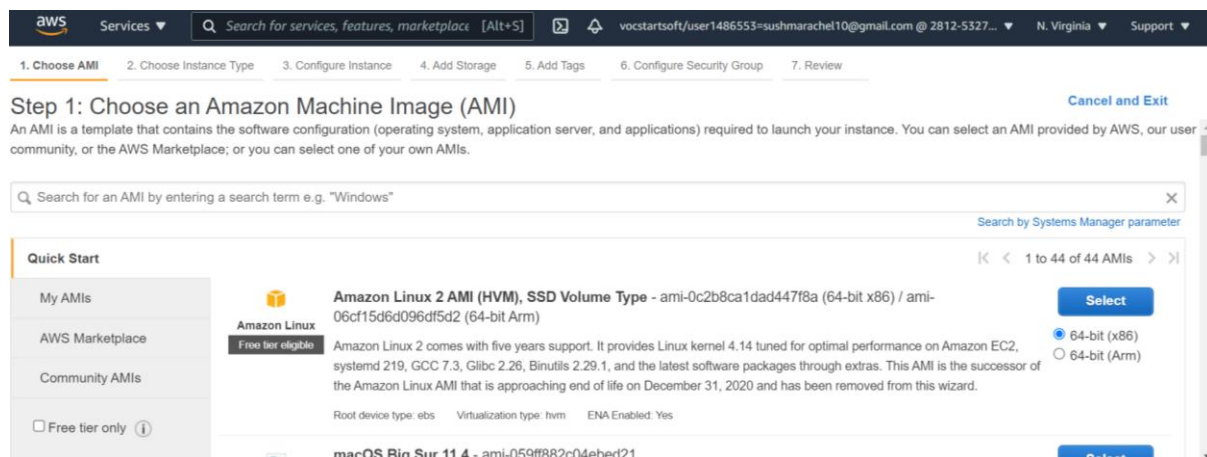 aws Services ▼ Search for services, features, marketplace [Alt+S] vocstartsoft/user1486553=sushmarachel10@gmail.com @ 2812-5327... ▼ N. Virginia ▼ Support ▼
1. Choose AMI 2. Choose Instance Type 3. Configure Instance 4. Add Storage 5. Add Tags 6. Configure Security Group 7. Review
Step 1: Choose an Amazon Machine Image (AMI)
Cancel and Exit
An AMI is a template that contains the software configuration (operating system, application server, and applications) required to launch your instance. You can select an AMI provided by AWS, our user
community, or the AWS Marketplace; or you can select one of your own AMIs.
Search for an AMI by entering a search term e.g. "Windows"
Search by Systems Manager parameter
Quick Start
1 to 44 of 44 AMIs
My AMIs
AWS Marketplace
Community AMIs
Free tier only
Amazon Linux
Free tier eligible
Amazon Linux 2 AMI (HVM), SSD Volume Type - ami-0c2b8ca1dad447f8a (64-bit x86) / ami-
06cf15d6d096df5d2 (64-bit Arm)
Amazon Linux 2 comes with five years support. It provides Linux kernel 4.14 tuned for optimal performance on Amazon EC2,
systemd 219, GCC 7.3, Glibc 2.26, Binutils 2.29.1, and the latest software packages through extras. This AMI is the successor of
the Amazon Linux AMI that is approaching end of life on December 31, 2020 and has been removed from this wizard.
Root device type: ebs Virtualization type: hvm ENA Enabled: Yes
Select
64-bit (x86)
64-bit (Arm)
macOS Big Sur 11.4 - ami-059ff882c04ebed21
Select